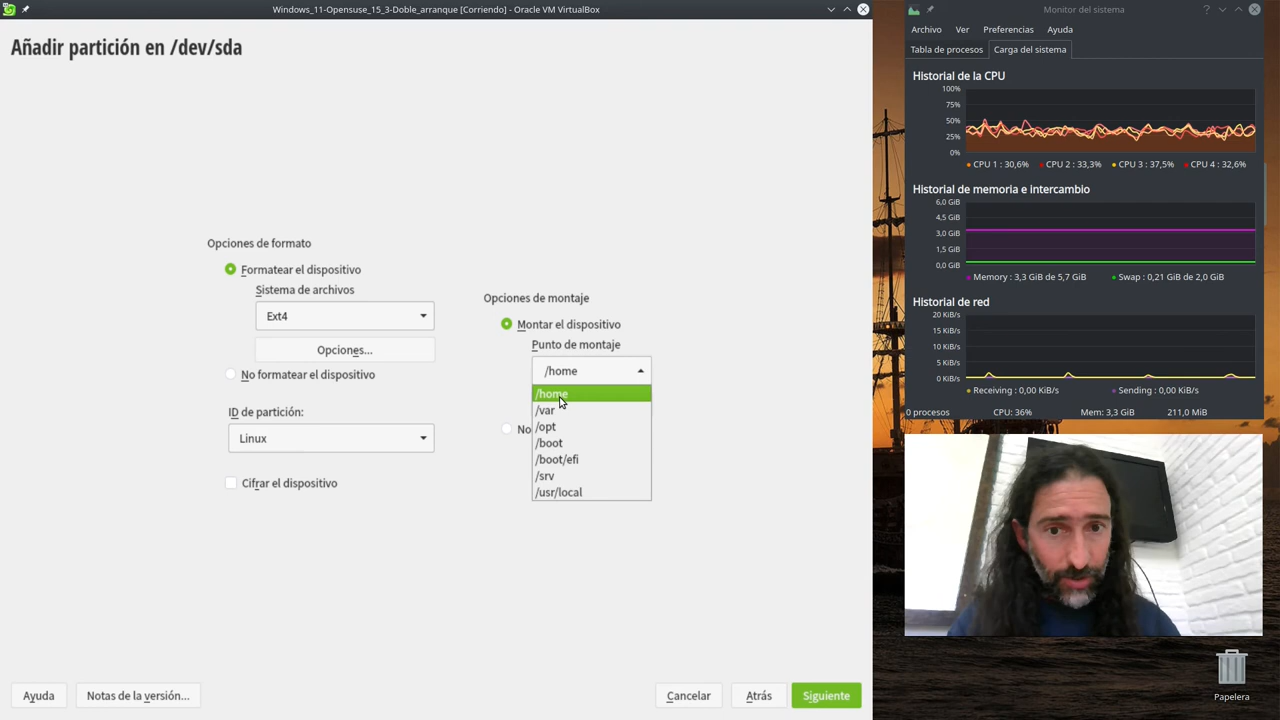 Windows_11-Opensuse_15_3-Doble_arranque [Corriendo] - Oracle VM VirtualBox
Añadir partición en /dev/sda
Opciones de formato
Formatear el dispositivo
Sistema de archivos
Ext4
Opciones...
No formatear el dispositivo
ID de partición:
Linux
Cifrar el dispositivo
Opciones de montaje
Montar el dispositivo
Punto de montaje
/home
/home
/var
/opt
/boot
/boot/efi
/srv
/usr/local
No
Ayuda
Notas de la versión...
Cancelar
Atrás
Siguiente
Monitor del sistema
Archivo Ver Preferencias Ayuda
Tabla de procesos Carga del sistema
Historial de la CPU
100%
75%
50%
25%
0%
CPU 1 : 30,6% CPU 2 : 33,3% CPU 3 : 37,5% CPU 4 : 32,6%
Historial de memoria e intercambio
6,0 GiB
4,5 GiB
3,0 GiB
1,5 GiB
0,0 GiB
Memory : 3,3 GiB de 5,7 GiB Swap : 0,21 GiB de 2,0 GiB
Historial de red
20 KiB/s
15 KiB/s
10 KiB/s
5 KiB/s
0 KiB/s
Receiving : 0,00 KiB/s Sending : 0,00 KiB/s
0 procesos CPU: 36% Mem: 3,3 GiB 211,0 MiB
Papelera